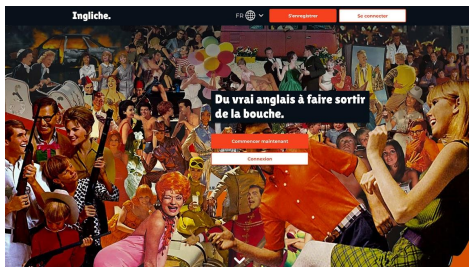 Ingliche.
FR
S'enregistrer
Se connecter
Du vrai anglais à faire sortir
de la bouche.
Commencer maintenant
Connexion